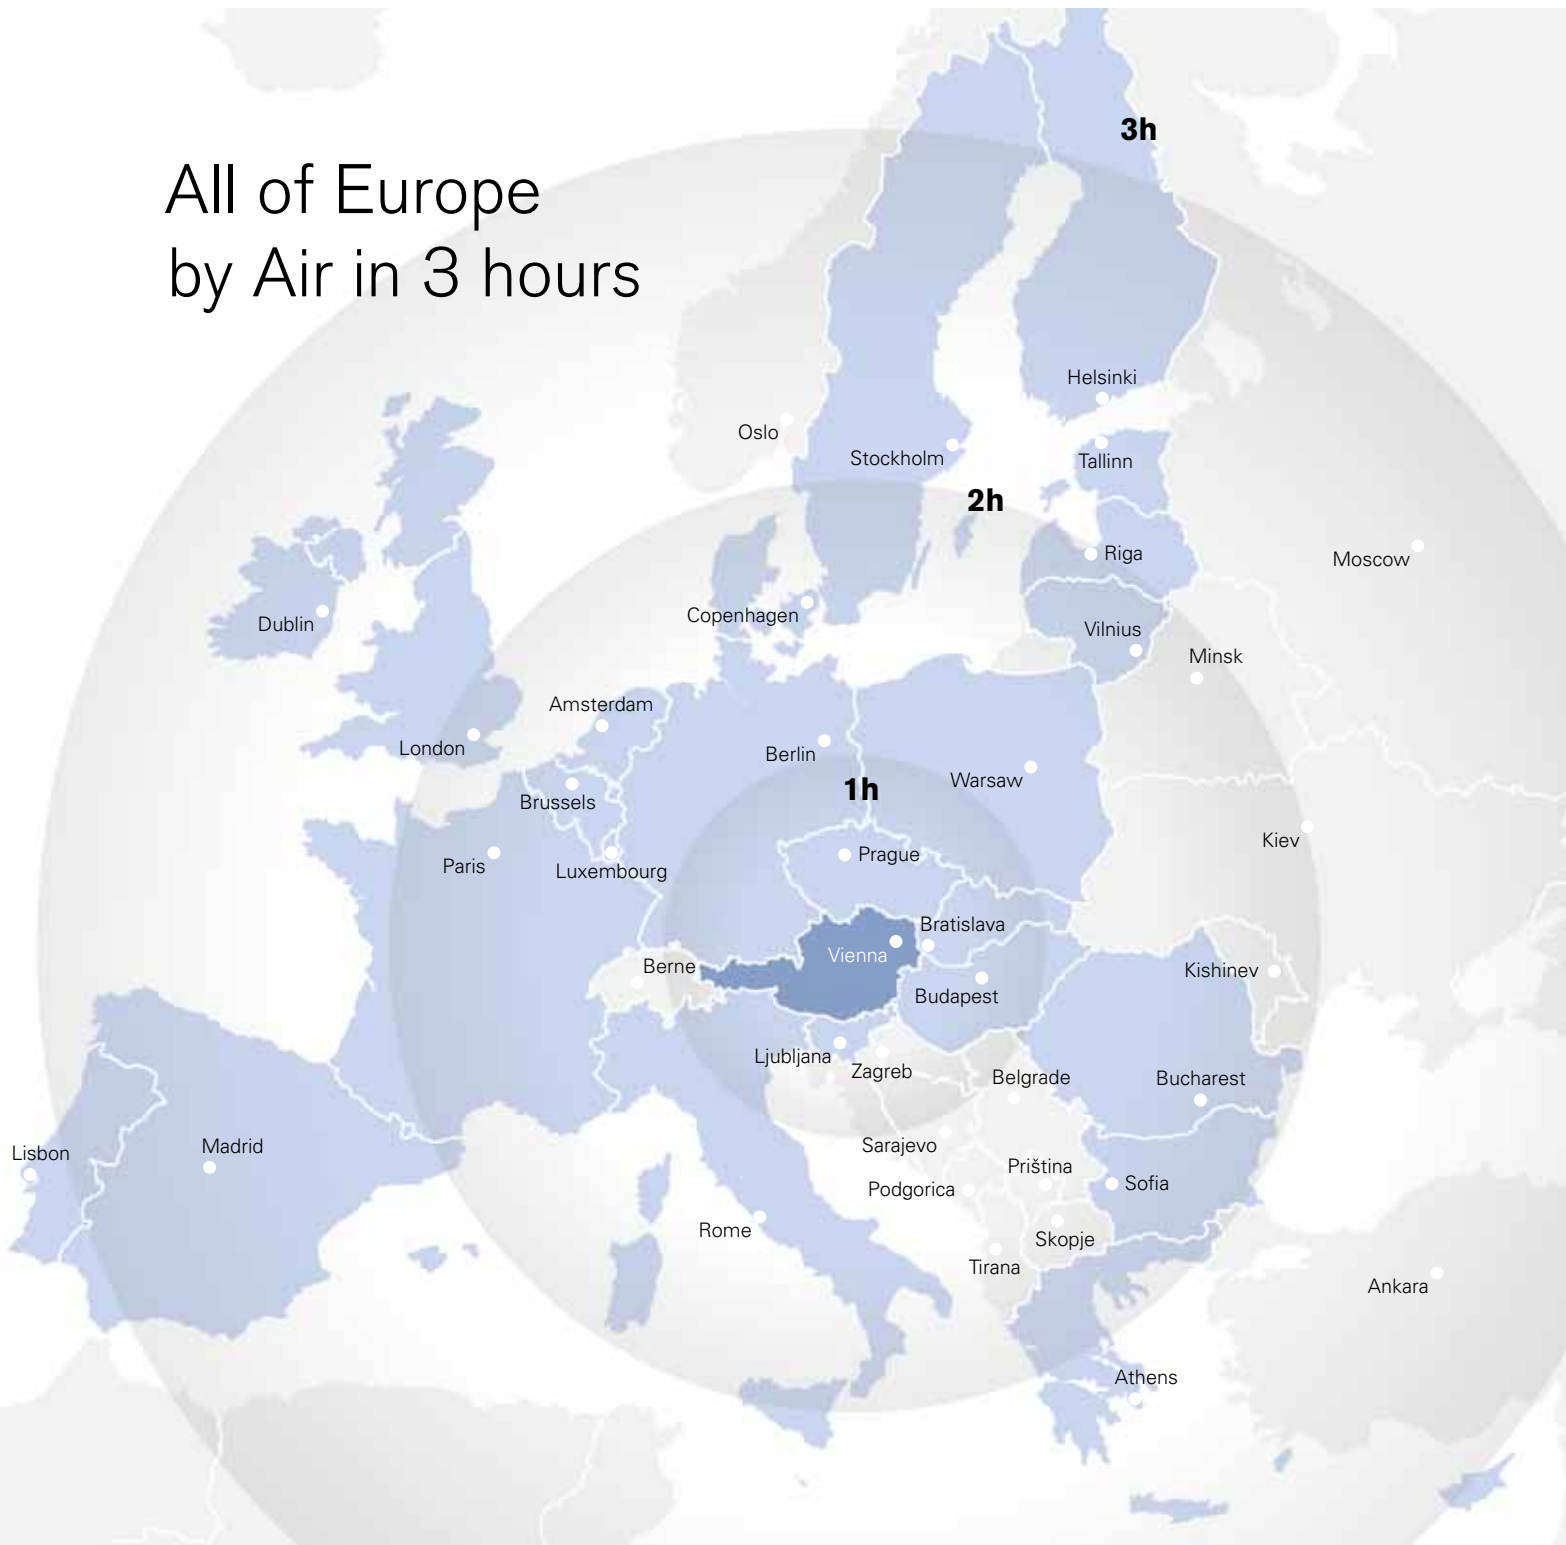 All of Europe
by Air in 3 hours
3h
Helsinki
Oslo
Stockholm
Tallinn
2h
Riga
Moscow
Dublin
Copenhagen
Vilnius
Minsk
Amsterdam
London
Berlin
Warsaw
1h
Brussels
Kiev
Paris
Luxembourg
Prague
Bratislava
Vienna
Berne
Kishinev
Budapest
Ljubljana
Zagreb
Belgrade
Bucharest
Lisbon
Madrid
Sarajevo
Priština
Sofia
Podgorica
Rome
Skopje
Tirana
Ankara
Athens